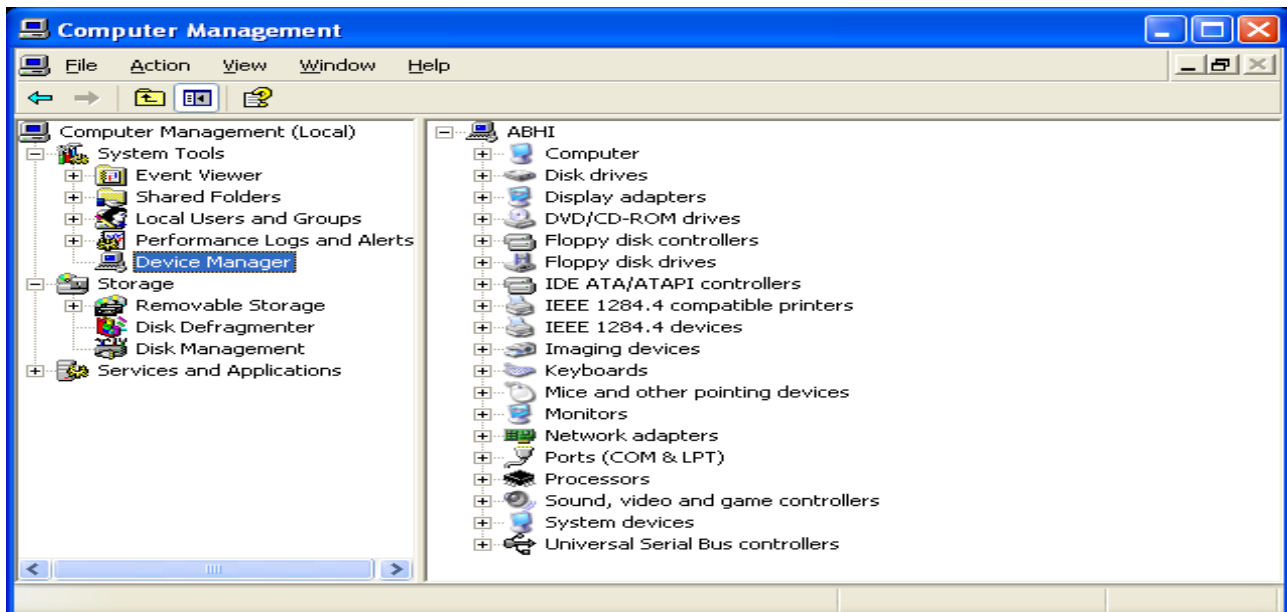 Computer Management
File Action View Window Help
Computer Management (Local)
System Tools
Event Viewer
Shared Folders
Local Users and Groups
Performance Logs and Alerts
Device Manager
Storage
Removable Storage
Disk Defragmenter
Disk Management
Services and Applications
ABHI
Computer
Disk drives
Display adapters
DVD/CD-ROM drives
Floppy disk controllers
Floppy disk drives
IDE ATA/ATAPI controllers
IEEE 1284.4 compatible printers
IEEE 1284.4 devices
Imaging devices
Keyboards
Mice and other pointing devices
Monitors
Network adapters
Ports (COM & LPT)
Processors
Sound, video and game controllers
System devices
Universal Serial Bus controllers